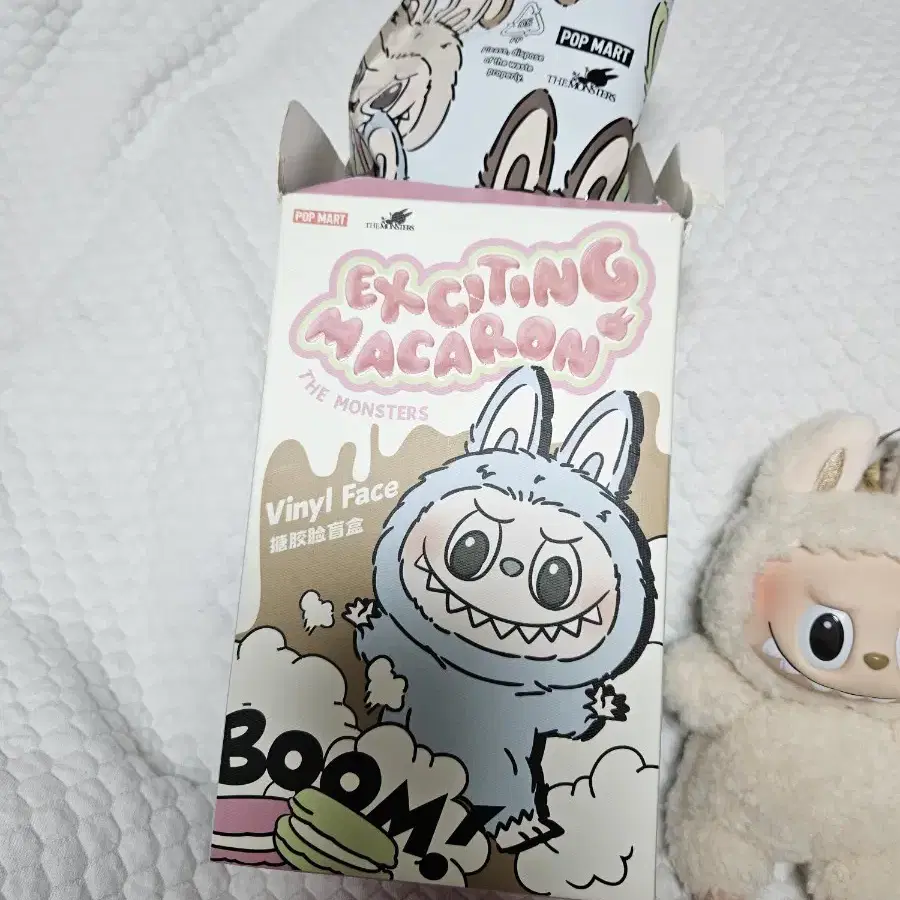 PP
please, dispose
of the waste
properly.
POP MART
THE MONSTERS
POP MART
THE MONSTERS
EXCITING
MACARON
THE MONSTERS
Vinyl Face
搪胶脸盲盒
BOOM!